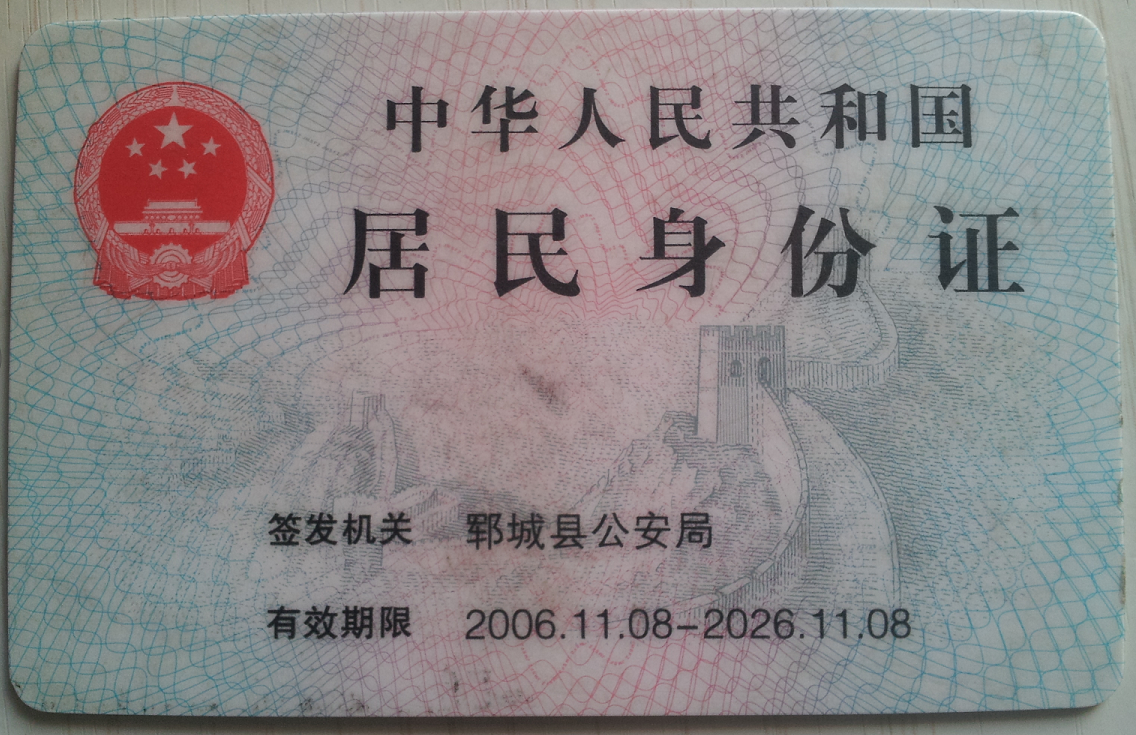 中华人民共和国
居民身份证
签发机关 郓城县公安局
有效期限 2006.11.08-2026.11.08